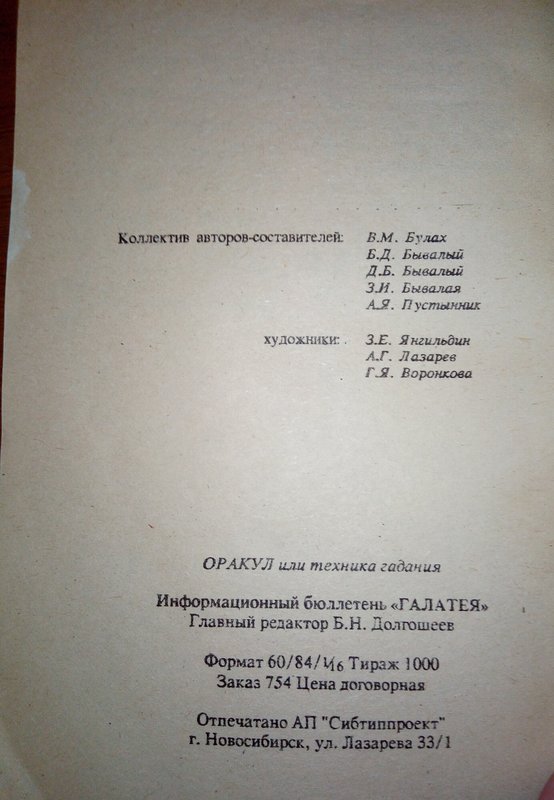 Коллектив авторов-составителей: В.М. Булах
Б.Д. Бывалый
Д.Б. Бывалый
З.И. Бывалая
А.Я. Пустынник
художники: З.Е. Янгильдин
А.Г. Лазарев
Г.Я. Воронкова
ОРАКУЛ или техника гадания
Информационный бюллетень «ГАЛАТЕЯ»
Главный редактор Б.Н. Долгошеев
Формат 60/84/1/16 Тираж 1000
Заказ 754 Цена договорная
Отпечатано АП "Сибтиппроект"
г. Новосибирск, ул. Лазарева 33/1